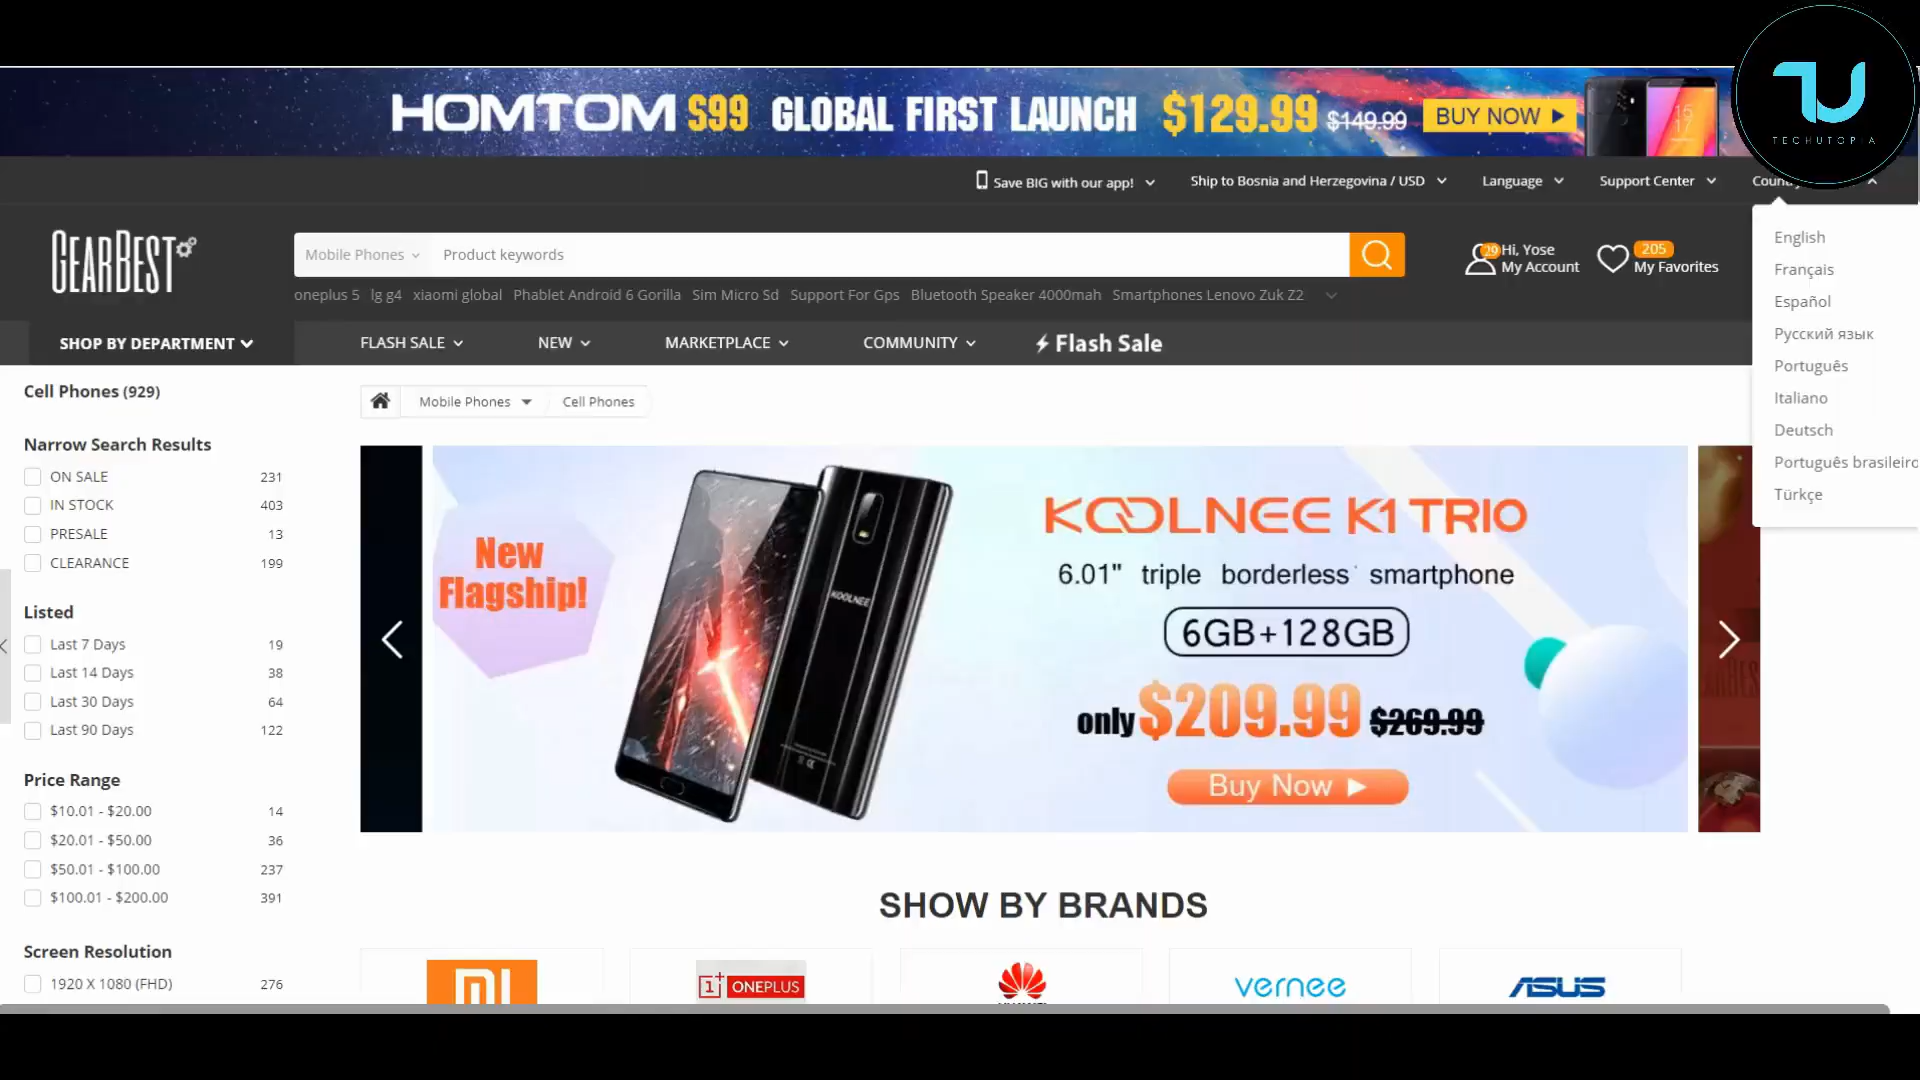 HOMTOM S99 GLOBAL FIRST LAUNCH $129.99 $149.99 BUY NOW
TECHUTOPIA
Save BIG with our app! Ship to Bosnia and Herzegovina / USD Language Support Center
GEARBEST
Mobile Phones Product keywords
29 Hi, Yose
My Account
205
My Favorites
oneplus 5 lg g4 xiaomi global Phablet Android 6 Gorilla Sim Micro Sd Support For Gps Bluetooth Speaker 4000mah Smartphones Lenovo Zuk Z2
SHOP BY DEPARTMENT FLASH SALE NEW MARKETPLACE COMMUNITY Flash Sale
English
Français
Español
Русский язык
Português
Italiano
Deutsch
Português brasileiro
Türkçe
Cell Phones (929)
Narrow Search Results
ON SALE 231
IN STOCK 403
PRESALE 13
CLEARANCE 199
Listed
Last 7 Days 19
Last 14 Days 38
Last 30 Days 64
Last 90 Days 122
Price Range
$10.01 - $20.00 14
$20.01 - $50.00 36
$50.01 - $100.00 237
$100.01 - $200.00 391
Screen Resolution
1920 X 1080 (FHD) 276
Mobile Phones Cell Phones
New
Flagship!
KOOLNEE
KOOLNEE K1 TRIO
6.01" triple borderless smartphone
6GB+128GB
only $209.99 $269.99
Buy Now
SHOW BY BRANDS
ONEPLUS
vernee
ASUS